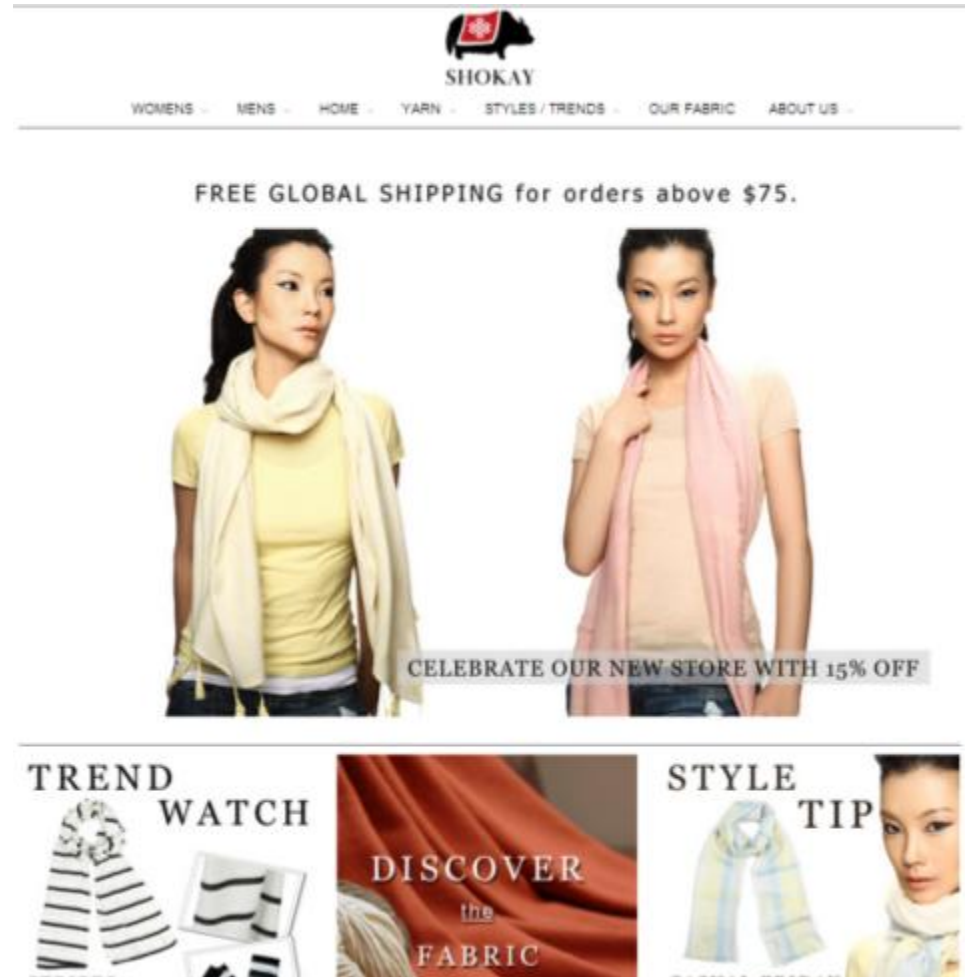 SHOKAY
WOMENS MENS HOME YARN STYLES / TRENDS OUR FABRIC ABOUT US
FREE GLOBAL SHIPPING for orders above $75.
CELEBRATE OUR NEW STORE WITH 15% OFF
TREND
WATCH
DISCOVER
the
FABRIC
STYLE
TIP